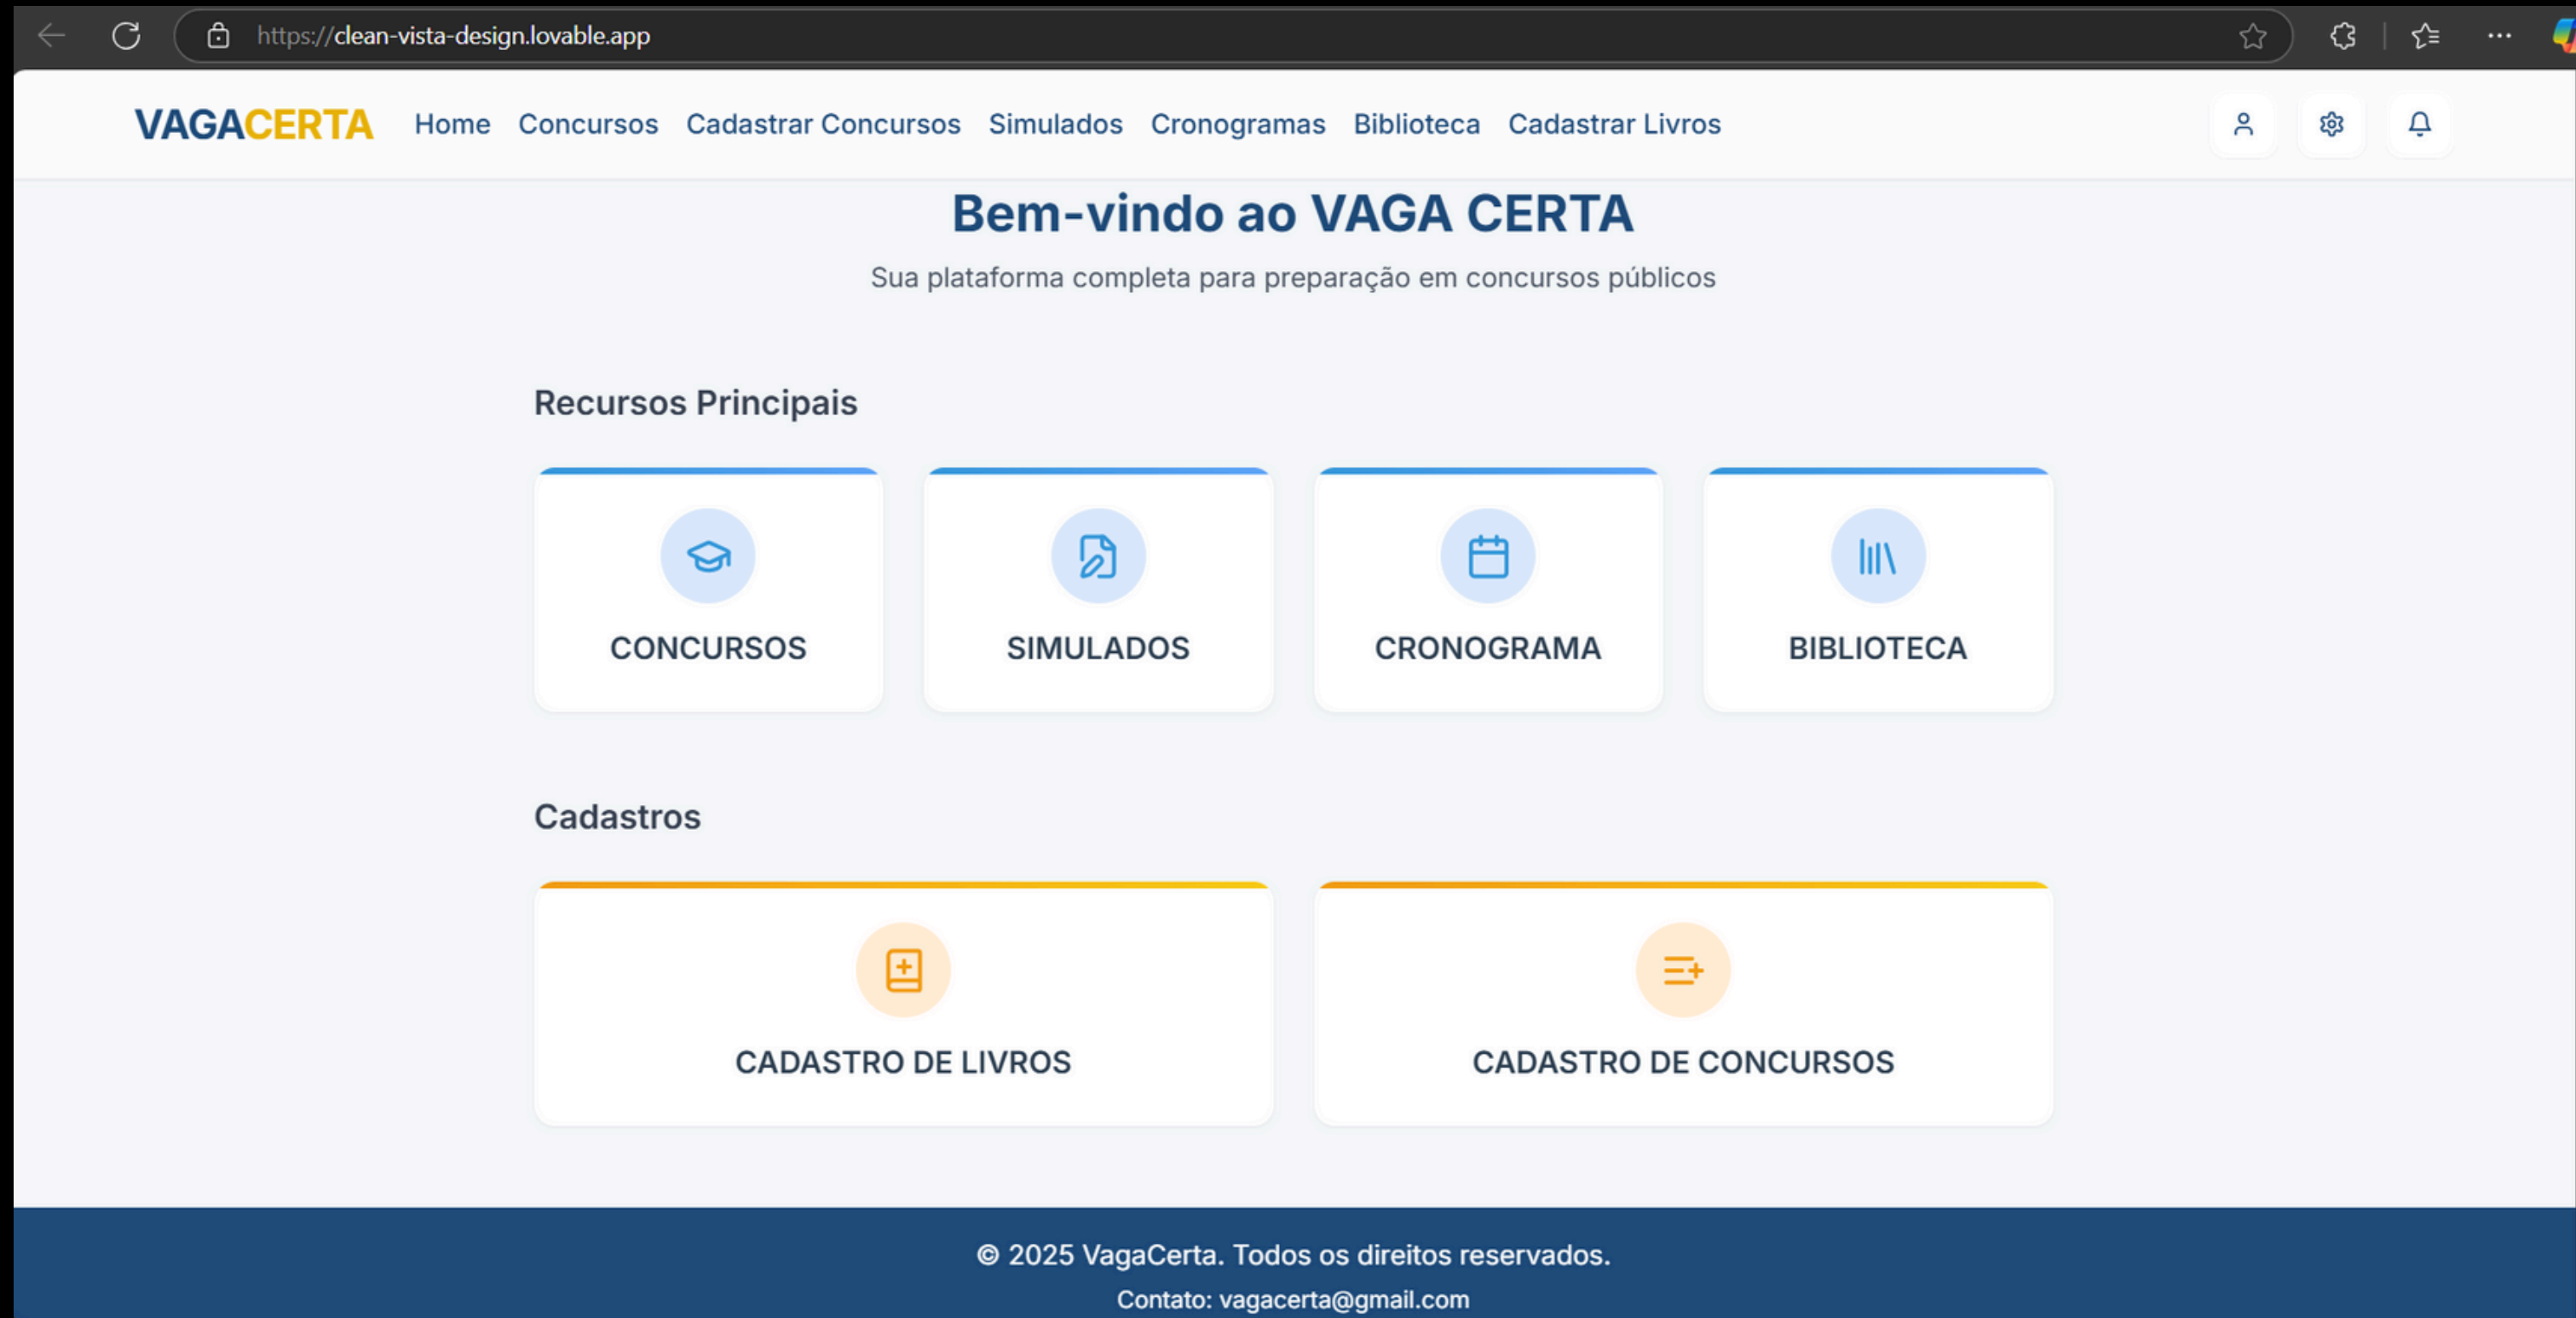 https://clean-vista-design.lovable.app
VAGACERTA Home Concursos Cadastrar Concursos Simulados Cronogramas Biblioteca Cadastrar Livros
Bem-vindo ao VAGA CERTA
Sua plataforma completa para preparação em concursos públicos
Recursos Principais
CONCURSOS SIMULADOS CRONOGRAMA BIBLIOTECA
Cadastros
CADASTRO DE LIVROS CADASTRO DE CONCURSOS
© 2025 VagaCerta. Todos os direitos reservados.
Contato: vagacerta@gmail.com